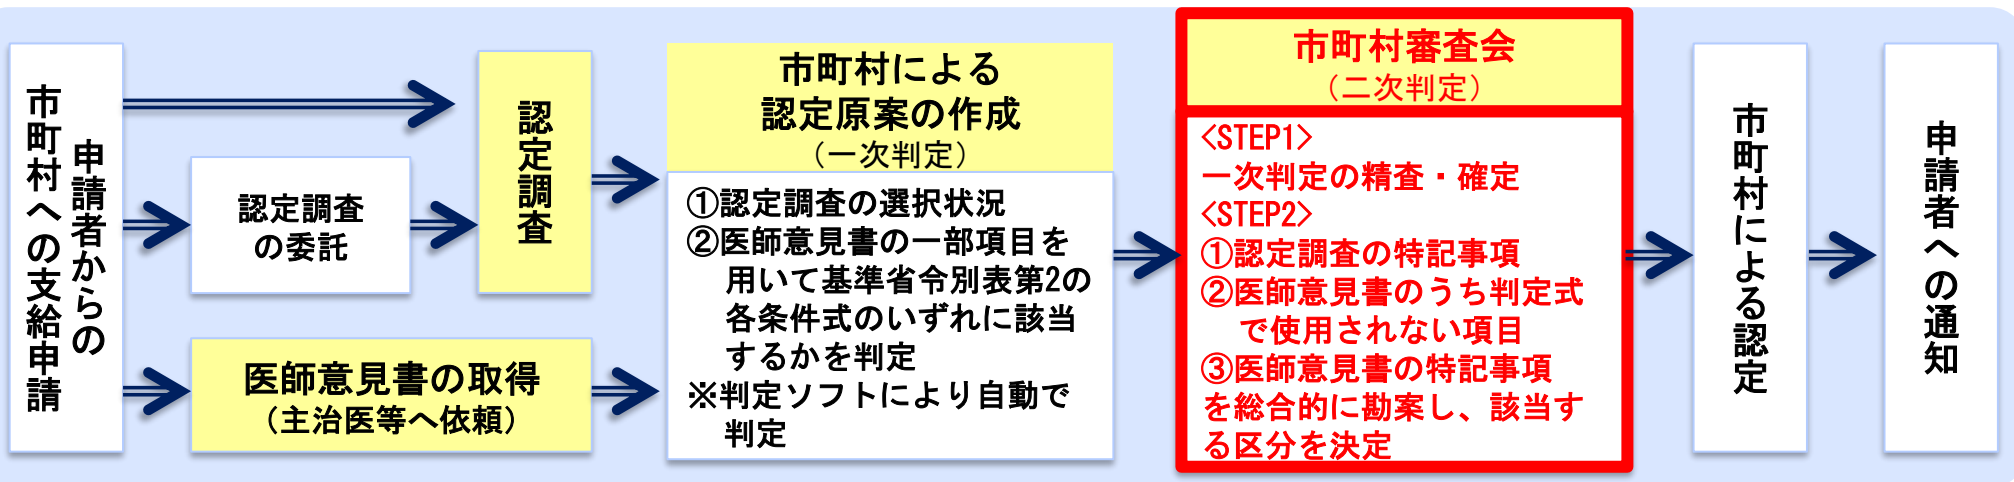 申請者からの
市町村への支給申請
認定調査
の委託
医師意見書の取得
(主治医等へ依頼)
認定調査
市町村による
認定原案の作成
(一次判定)
①認定調査の選択状況
②医師意見書の一部項目を
用いて基準省令別表第2の
各条件式のいずれに該当
するかを判定
※判定ソフトにより自動で
判定
市町村審査会
(二次判定)
<STEP1>
一次判定の精査・確定
<STEP2>
①認定調査の特記事項
②医師意見書のうち判定式
で使用されない項目
③医師意見書の特記事項
を総合的に勘案し、該当す
る区分を決定
市町村による認定
申請者への通知